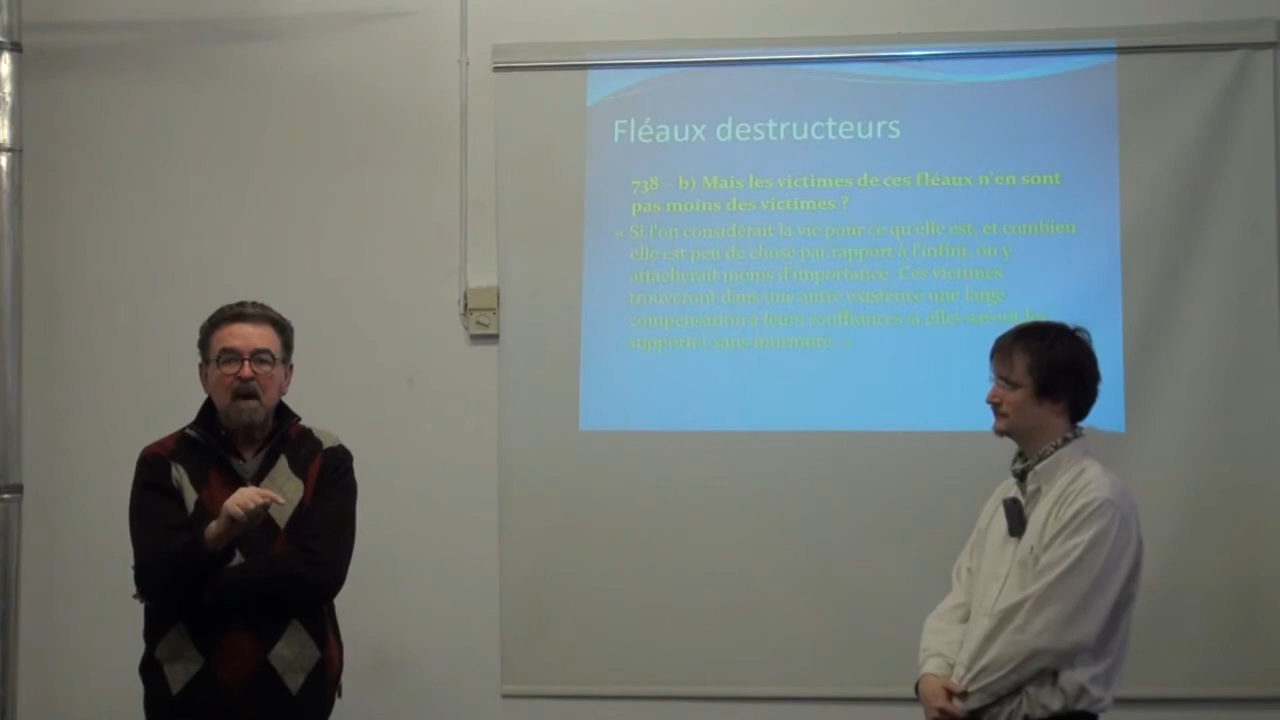 Fléaux destructeurs
738 - b) Mais les victimes de ces fléaux n'en sont
pas moins des victimes ?
« Si l'on considérait la vie pour ce qu'elle est, et combien
elle est peu de chose par rapport à l'infini, on y
attacherait moins d'importance. Ces victimes
trouveront dans une autre existence une large
compensation à leurs souffrances si elles savent les
supporter sans murmure. »